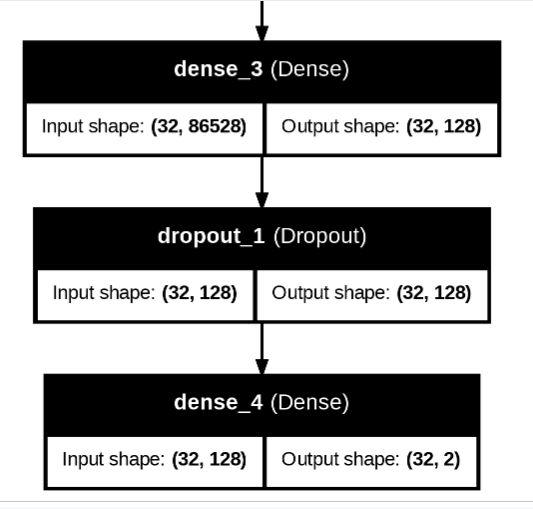 dense_3 (Dense)
Input shape: (32, 86528) Output shape: (32, 128)
dropout_1 (Dropout)
Input shape: (32, 128) Output shape: (32, 128)
dense_4 (Dense)
Input shape: (32, 128) Output shape: (32, 2)